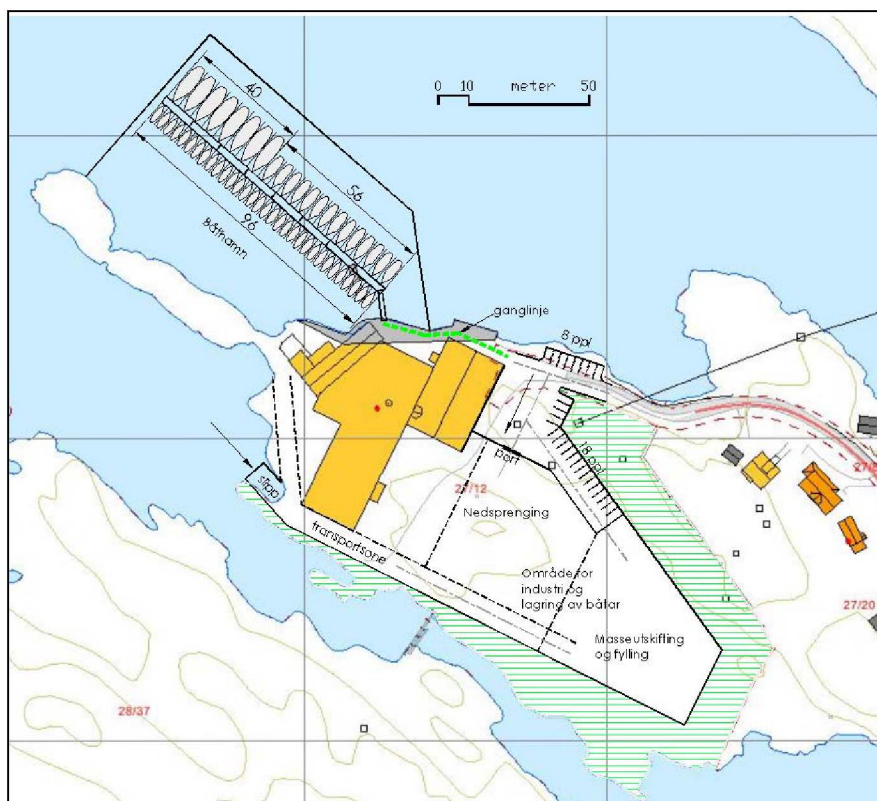 0 10 meter 50
40
56
96
Båthamn
ganglinje
8 ppl
18 ppl
port
27/12
slipp
Nedsprenging
transportsone
Område for
industri og
lagring av båtar
Masseutskifting
og fylling
27/20
28/37